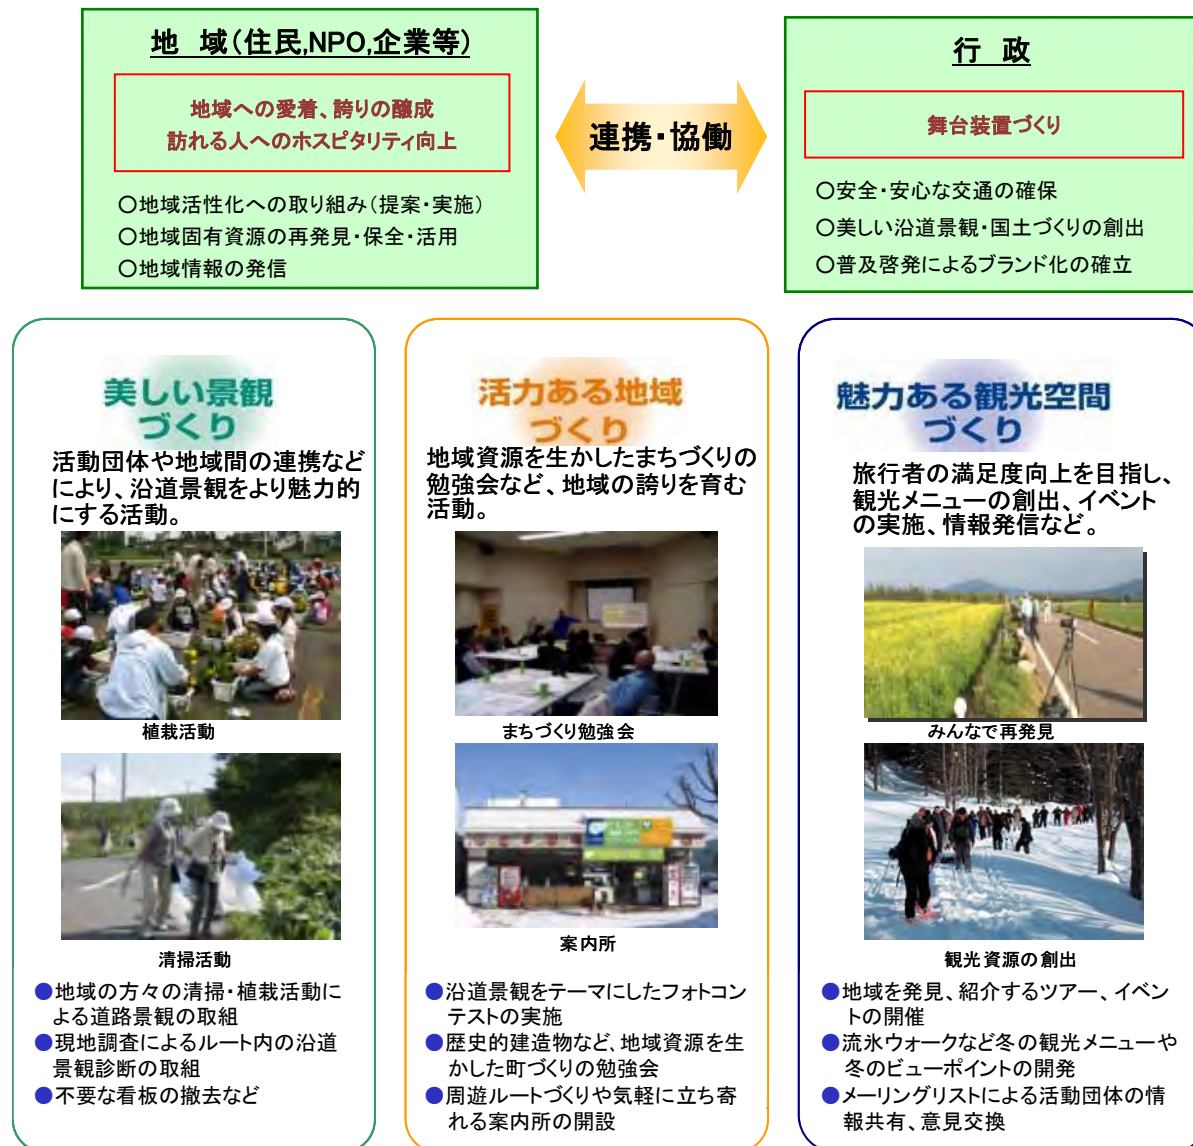 地　域（住民,NPO,企業等）
地域への愛着、誇りの醸成
訪れる人へのホスピタリティ向上
○地域活性化への取り組み（提案・実施）
○地域固有資源の再発見・保全・活用
○地域情報の発信
連携・協働
行　政
舞台装置づくり
○安全・安心な交通の確保
○美しい沿道景観・国土づくりの創出
○普及啓発によるブランド化の確立
美しい景観
づくり
活動団体や地域間の連携など
により、沿道景観をより魅力的
にする活動。
植栽活動
清掃活動
●地域の方々の清掃・植栽活動に
よる道路景観の取組
●現地調査によるルート内の沿道
景観診断の取組
●不要な看板の撤去など
活力ある地域
づくり
地域資源を生かしたまちづくりの
勉強会など、地域の誇りを育む
活動。
まちづくり勉強会
案内所
●沿道景観をテーマにしたフォトコン
テストの実施
●歴史的建造物など、地域資源を生
かした町づくりの勉強会
●周遊ルートづくりや気軽に立ち寄
れる案内所の開設
魅力ある観光空間
づくり
旅行者の満足度向上を目指し、
観光メニューの創出、イベント
の実施、情報発信など。
みんなで再発見
観光資源の創出
●地域を発見、紹介するツアー、イベン
トの開催
●流氷ウォークなど冬の観光メニューや
冬のビューポイントの開発
●メーリングリストによる活動団体の情
報共有、意見交換